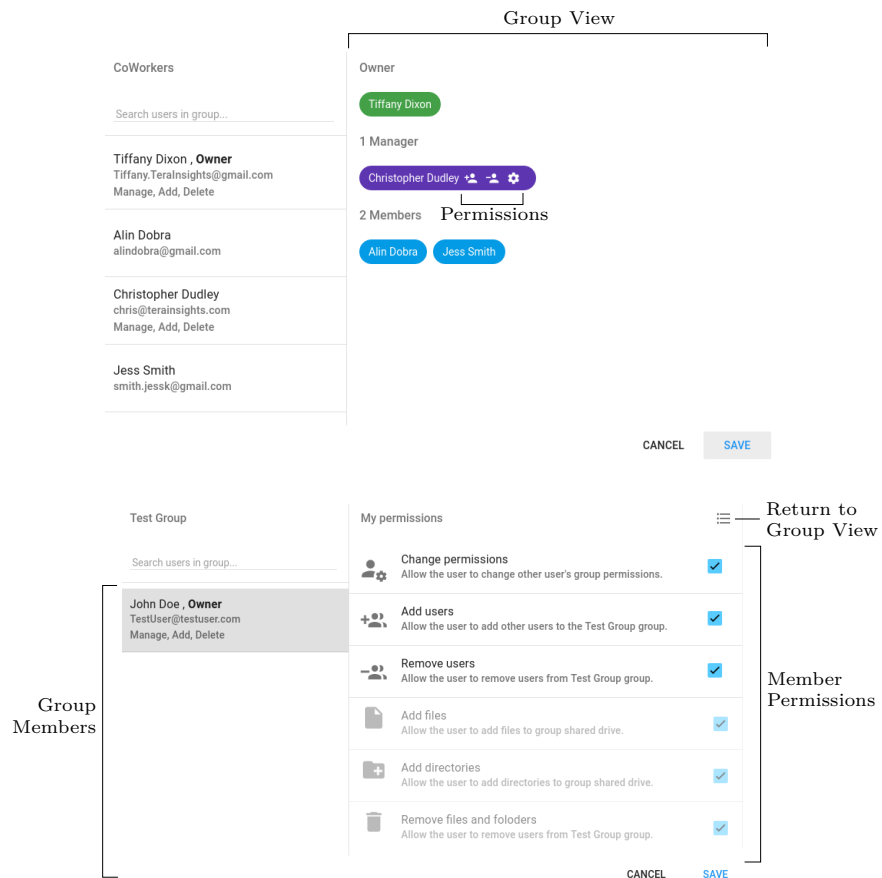 Group View
CoWorkers
Search users in group...
Tiffany Dixon , Owner
Tiffany.TeraInsights@gmail.com
Manage, Add, Delete
Alin Dobra
alindobra@gmail.com
Christopher Dudley
chris@terainsights.com
Manage, Add, Delete
Jess Smith
smith.jessk@gmail.com
Owner
Tiffany Dixon
1 Manager
Christopher Dudley
Permissions
2 Members
Alin Dobra Jess Smith
CANCEL SAVE
Test Group
Search users in group...
John Doe , Owner
TestUser@testuser.com
Manage, Add, Delete
Group
Members
My permissions
Return to
Group View
Change permissions
Allow the user to change other user's group permissions.
Add users
Allow the user to add other users to the Test Group group.
Remove users
Allow the user to remove users from Test Group group.
Add files
Allow the user to add files to group shared drive.
Add directories
Allow the user to add directories to group shared drive.
Remove files and foloders
Allow the user to remove users from Test Group group.
Member
Permissions
CANCEL SAVE